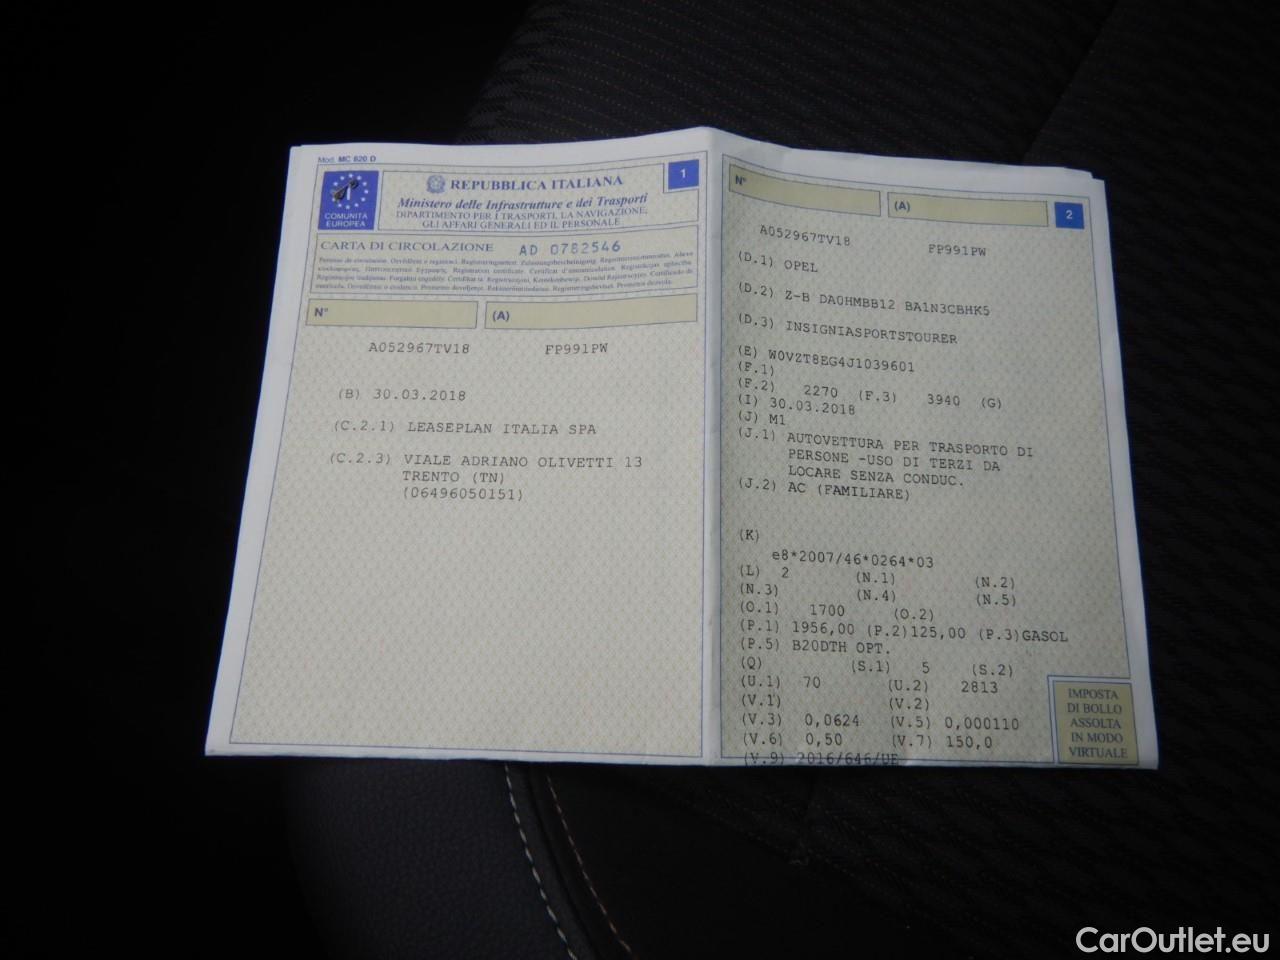 Mod. MC 820 D
COMUNITA EUROPEA
1
REPUBBLICA ITALIANA
Ministero delle Infrastrutture e dei Trasporti
DIPARTIMENTO PER I TRASPORTI, LA NAVIGAZIONE,
GLI AFFARI GENERALI ED IL PERSONALE
CARTA DI CIRCOLAZIONE AD 0782546
N° (A)
A052967TV18 FP991PW
(B) 30.03.2018
(C.2.1) LEASEPLAN ITALIA SPA
(C.2.3) VIALE ADRIANO OLIVETTI 13
TRENTO (TN)
(06496050151)
N° (A) 2
A052967TV18 FP991PW
(D.1) OPEL
(D.2) Z-B DA0HMBB12 BA1N3CBHK5
(D.3) INSIGNIASPORTSTOURER
(E) W0VZT8EG4J1039601
(F.1)
(F.2) 2270 (F.3) 3940 (G)
(I) 30.03.2018
(J) M1
(J.1) AUTOVETTURA PER TRASPORTO DI
PERSONE -USO DI TERZI DA
LOCARE SENZA CONDUC.
(J.2) AC (FAMILIARE)
(K)
e8*2007/46*0264*03
(L) 2 (N.1) (N.2)
(N.3) (N.4) (N.5)
(O.1) 1700 (O.2)
(P.1) 1956,00 (P.2)125,00 (P.3)GASOL
(P.5) B20DTH OPT.
(Q) (S.1) 5 (S.2)
(U.1) 70 (U.2) 2813
(V.1) (V.2)
(V.3) 0,0624 (V.5) 0,000110
(V.6) 0,50 (V.7) 150,0
(V.9) 2016/646/UE
IMPOSTA
DI BOLLO
ASSOLTA
IN MODO
VIRTUALE
CarOutlet.eu